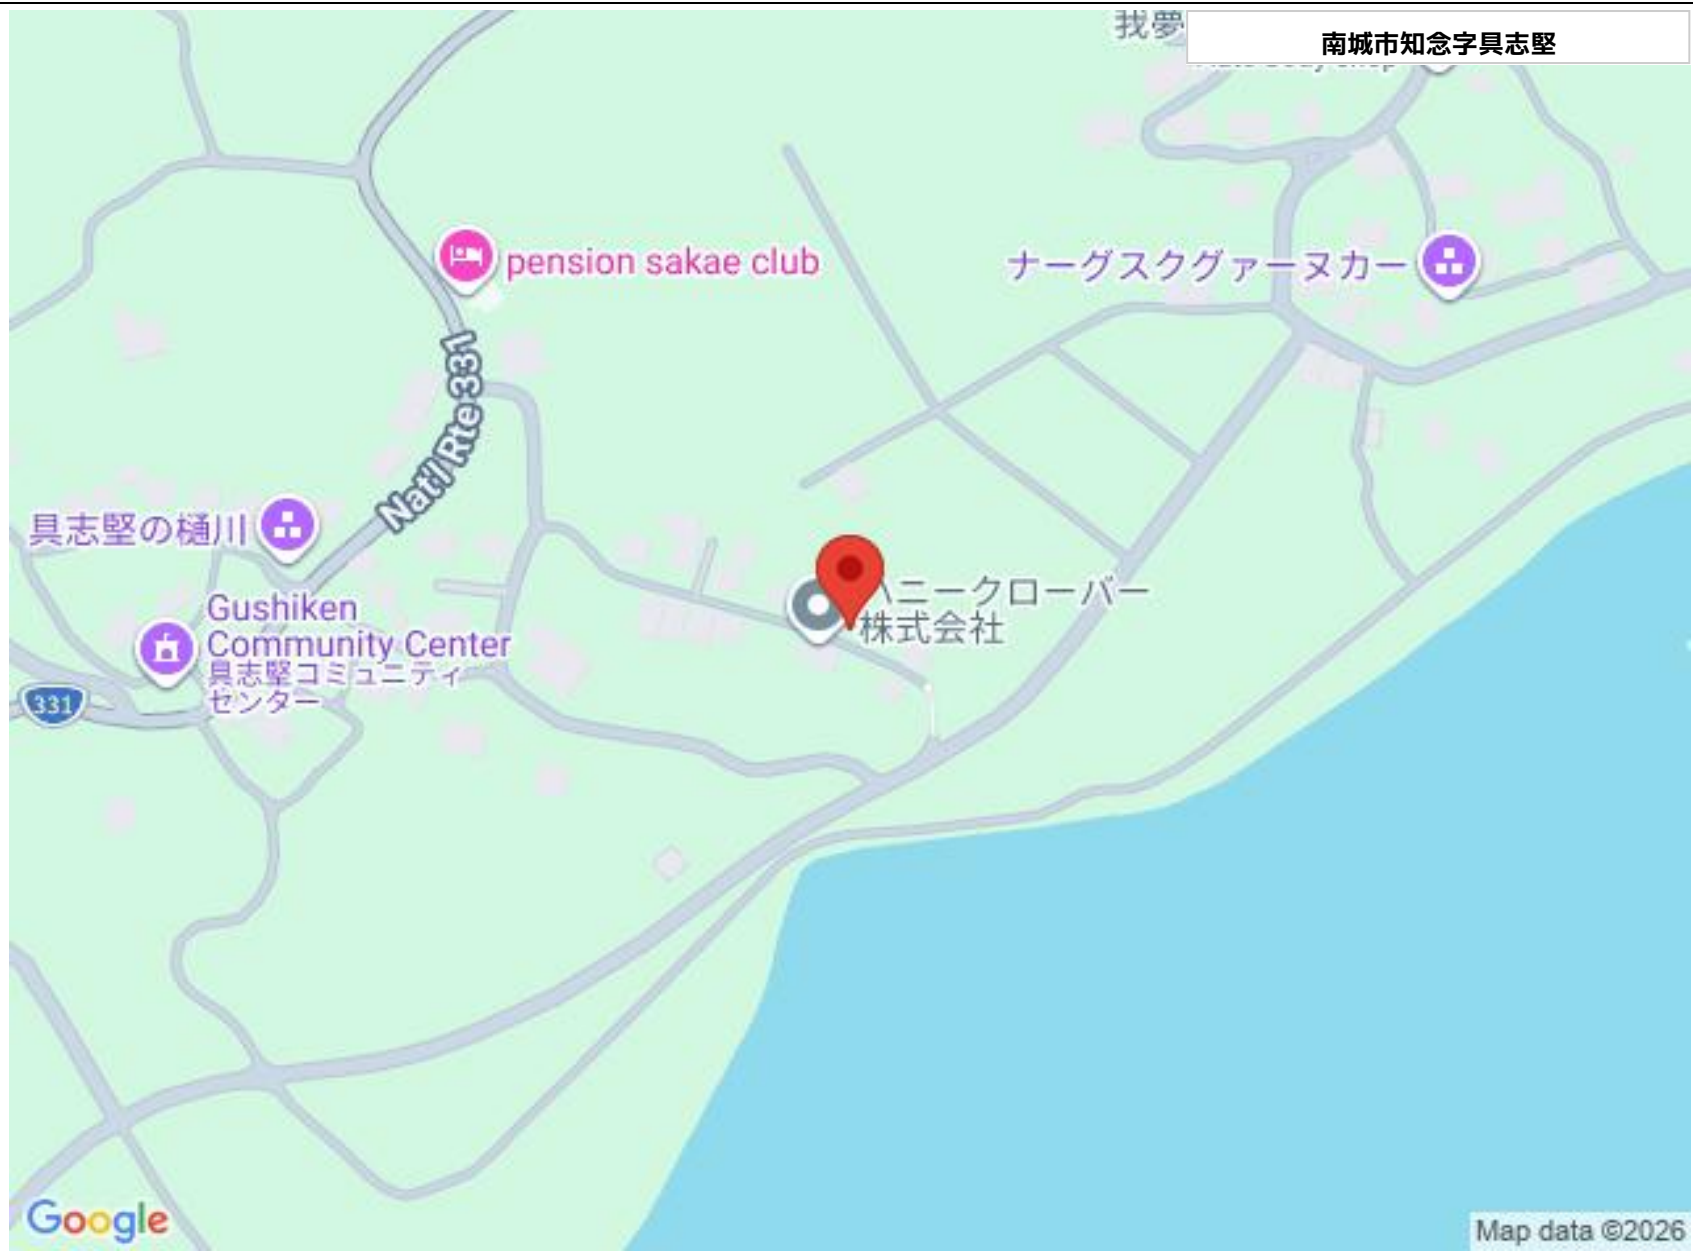 我夢
南城市知念字具志堅
pension sakae club
ナーグスクグァーヌカー
Nat'l Rte 331
具志堅の樋川
ハニークローバー
株式会社
Gushiken
Community Center
具志堅コミュニティ
センター
331
Google
Map data ©2026